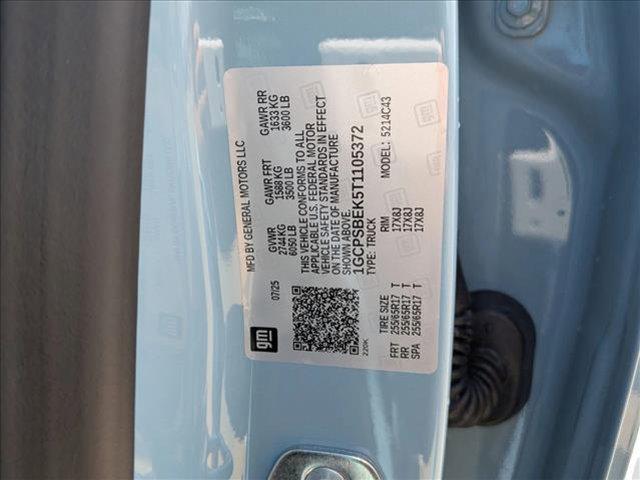 MFD BY GENERAL MOTORS LLC
07/25
GVWR GAWR FRT GAWR RR
2744 KG 1588 KG 1633 KG
6050 LB 3500 LB 3600 LB
THIS VEHICLE CONFORMS TO ALL
APPLICABLE U.S. FEDERAL MOTOR
VEHICLE SAFETY STANDARDS IN EFFECT
ON THE DATE OF MANUFACTURE
1GCPSBEK5T1105372
TYPE: TRUCK MODEL: 5214C43
gm
220K
TIRE SIZE RIM
FRT 255/65R17 T 17X8J
RR 255/65R17 T 17X8J
SPA 255/65R17 T 17X8J